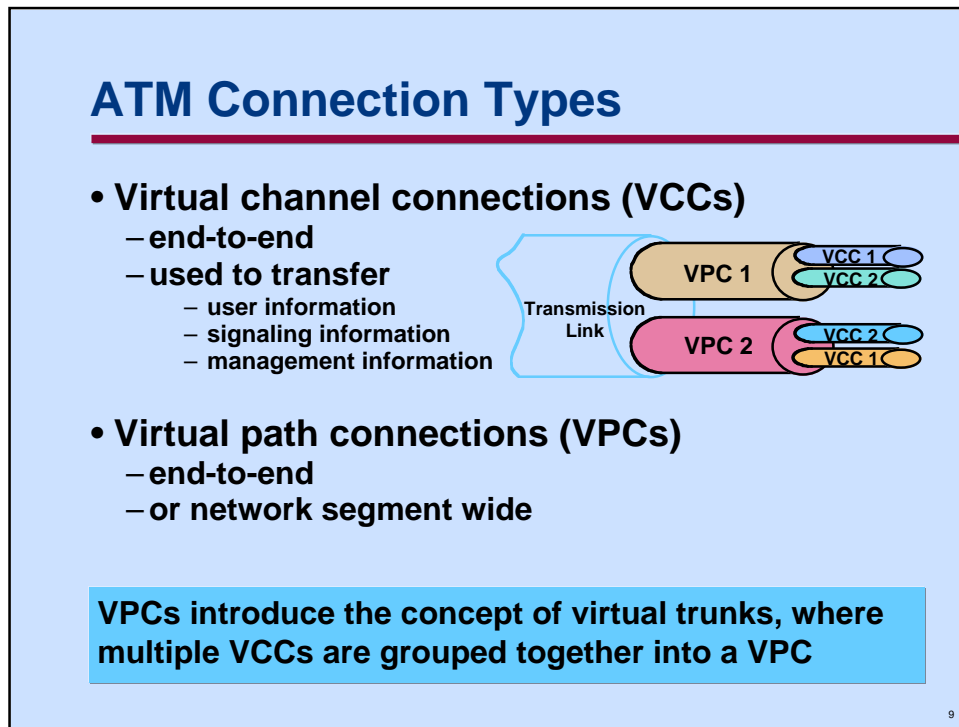 ATM Connection Types
• Virtual channel connections (VCCs)
– end-to-end
– used to transfer
– user information
– signaling information
– management information
Transmission
Link
VPC 1
VCC 1
VCC 2
VPC 2
VCC 2
VCC 1
• Virtual path connections (VPCs)
– end-to-end
– or network segment wide
VPCs introduce the concept of virtual trunks, where
multiple VCCs are grouped together into a VPC
9